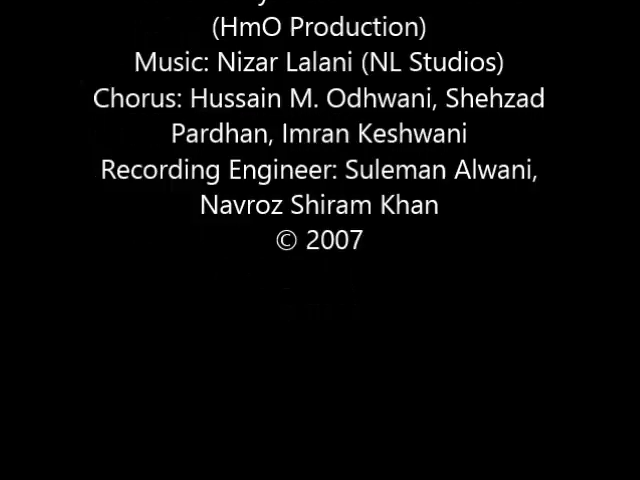 (HmO Production)
Music: Nizar Lalani (NL Studios)
Chorus: Hussain M. Odhwani, Shehzad
Pardhan, Imran Keshwani
Recording Engineer: Suleman Alwani,
Navroz Shiram Khan
© 2007